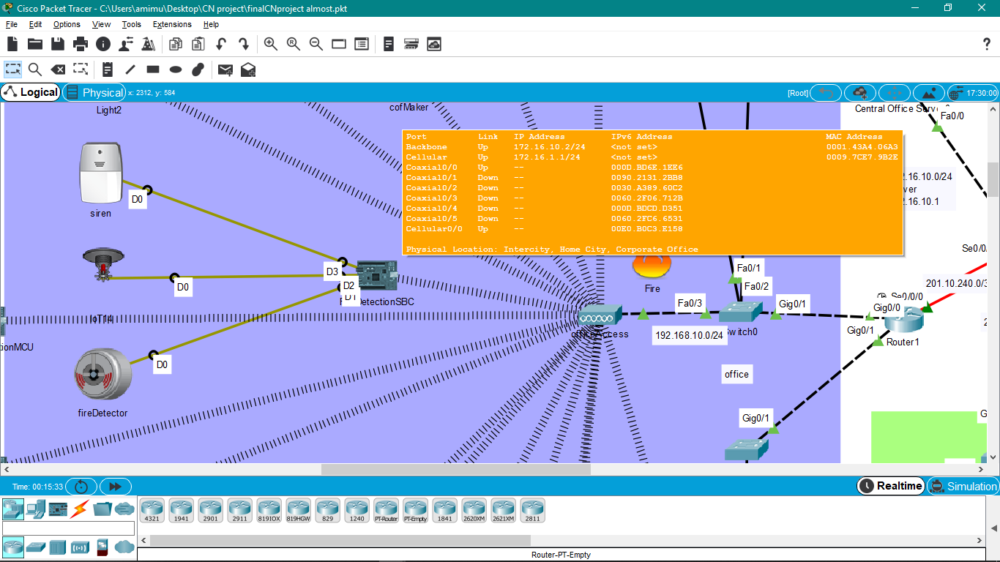 Cisco Packet Tracer - C:\Users\amimu\Desktop\CN project\finalCNproject almost.pkt
File Edit Options View Tools Extensions Help
Logical Physical x: 2312, y: 584 [Root] 17:30:00
Light2
cofMaker
Central Office
Fa0/0
Port Link IP Address IPv6 Address MAC Address
Backbone Up 172.16.10.2/24 <not set> 0001.43A4.06A3
Cellular Up 172.16.1.1/24 <not set> 0009.7CE7.9B2E
Coaxial0/0 Up -- 000D.BD6E.1EE6
Coaxial0/1 Down -- 0090.2131.2BB8
Coaxial0/2 Down -- 0030.A389.60C2
Coaxial0/3 Down -- 0060.2F06.712B
Coaxial0/4 Down -- 000D.BDCD.D351
Coaxial0/5 Down -- 0060.2FC6.6531
Cellular0/0 Up -- 00E0.B0C3.E158
Physical Location: Intercity, Home City, Corporate Office
2.16.10.0/24
ver
2.16.10.1
D0
siren
Se0/0
D3
D2
D1
D0
Fire
Fa0/1
Fa0/2
201.10.240.0/3
DetectionSBC
Fa0/3
Gig0/1
Se0/0/0
Gig0/0
IoT14
officeAccess
192.168.10.0/24
witch0
Gig0/1
Router1
tionMCU
D0
office
fireDetector
Gig0/1
Time: 00:15:33
Realtime Simulation
4321 1941 2901 2911 819IOX 819HGW 829 1240 PT-Router PT-Empty 1841 2620XM 2621XM 2811
Router-PT-Empty